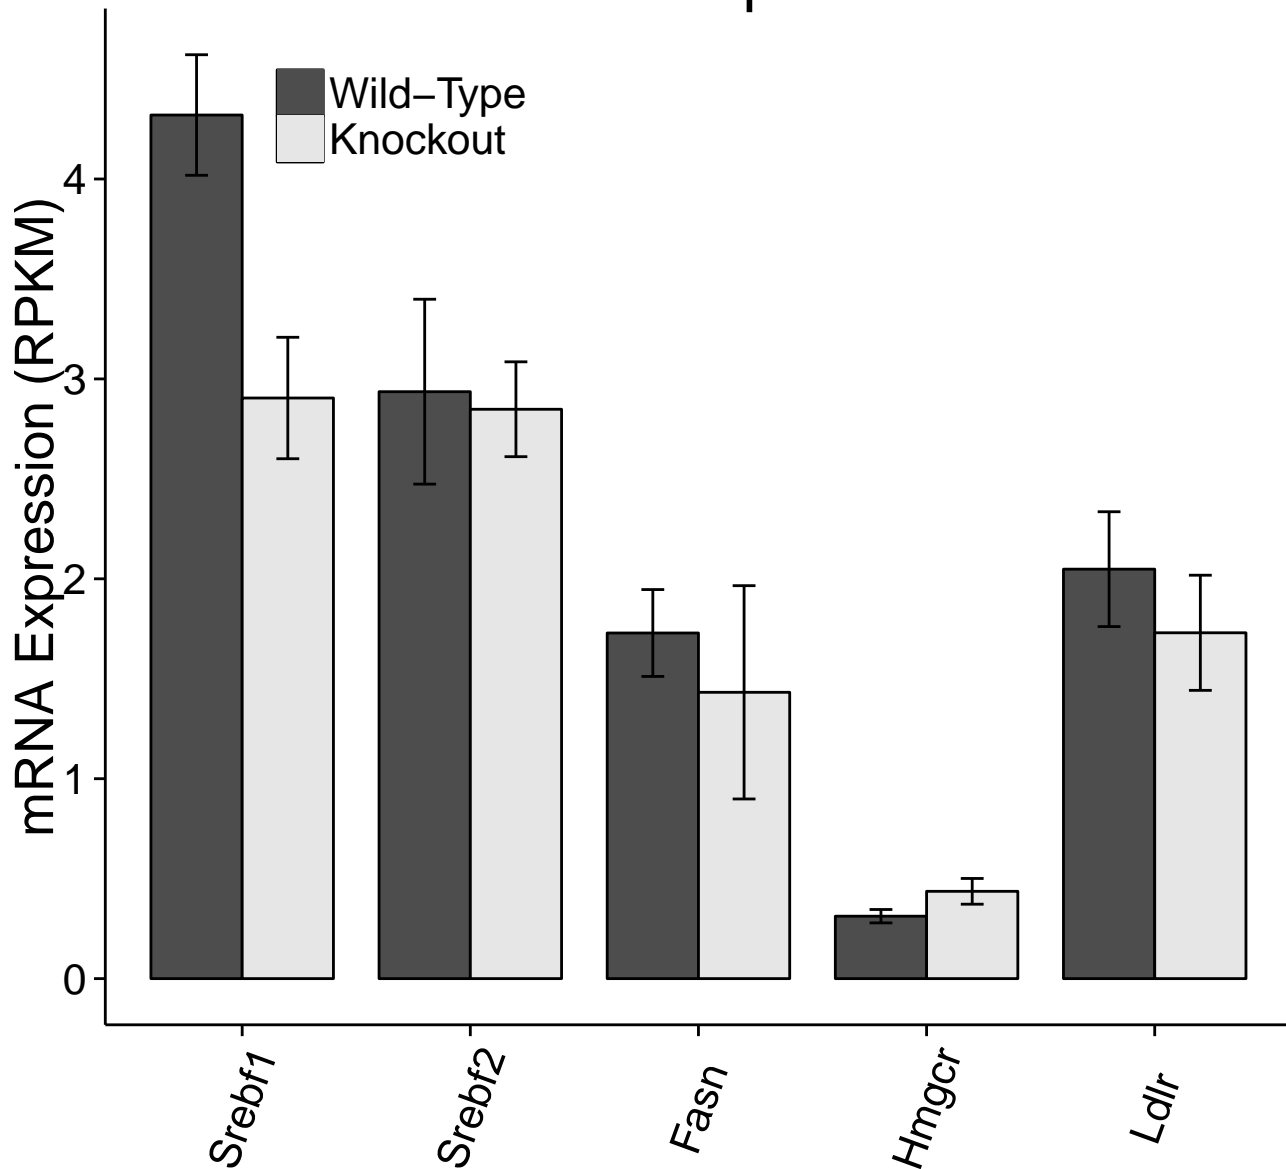 Wild–Type
Knockout
mRNA Expression (RPKM)
4
3
2
1
0
Srebf1
Srebf2
Fasn
Hmgcr
Ldlr